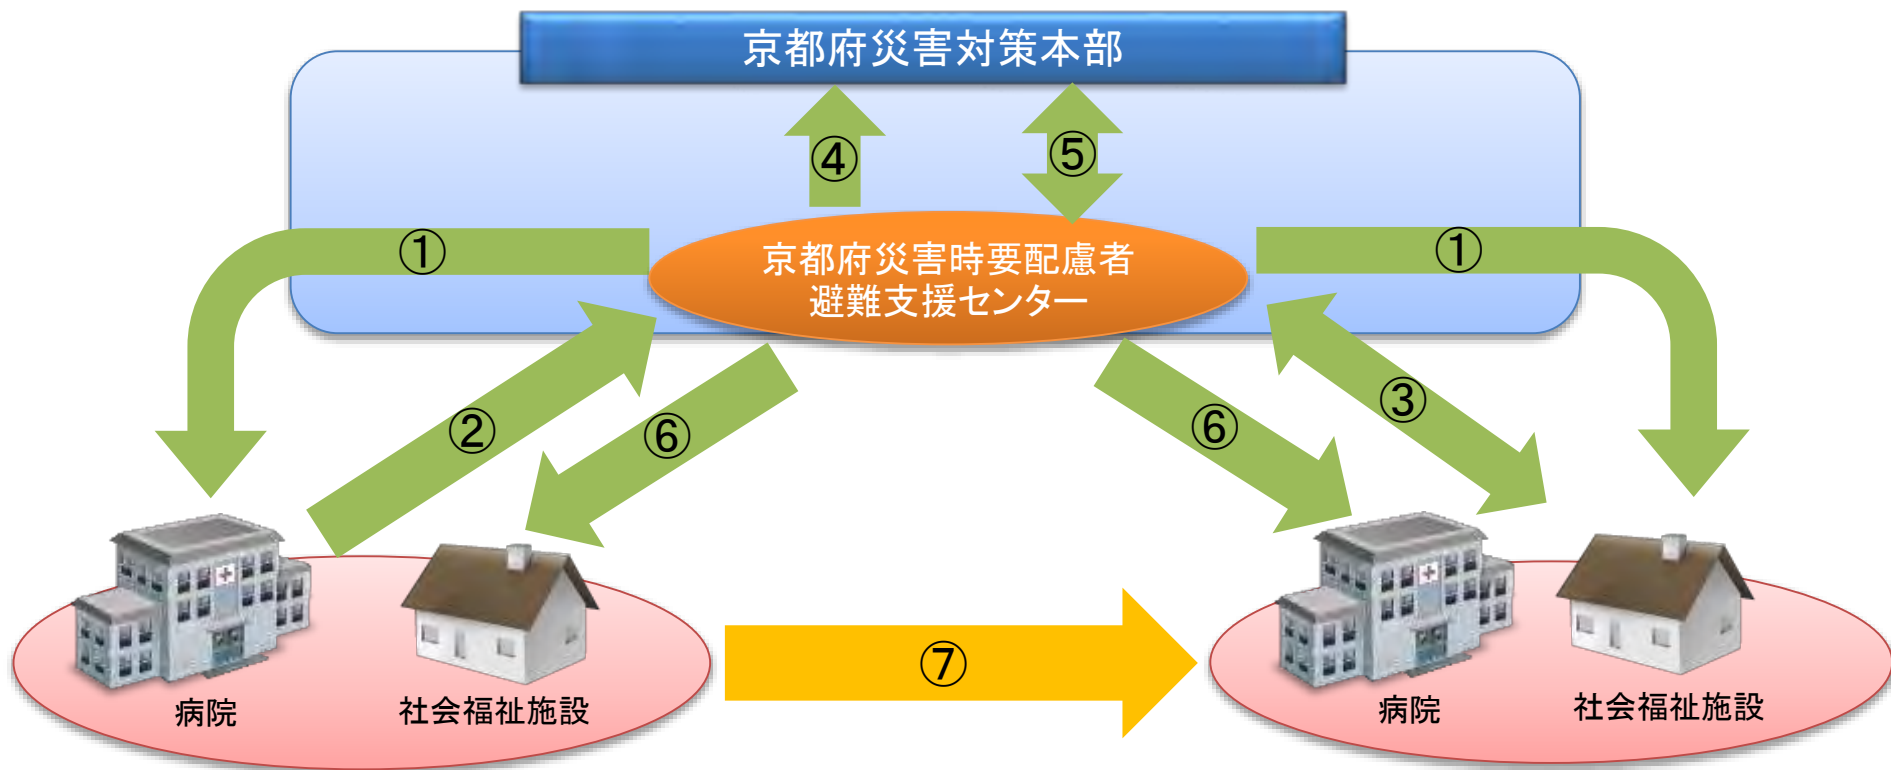 京都府災害対策本部
④
⑤
①
京都府災害時要配慮者
避難支援センター
①
②
⑥
⑥
③
⑦
病院
社会福祉施設
病院
社会福祉施設